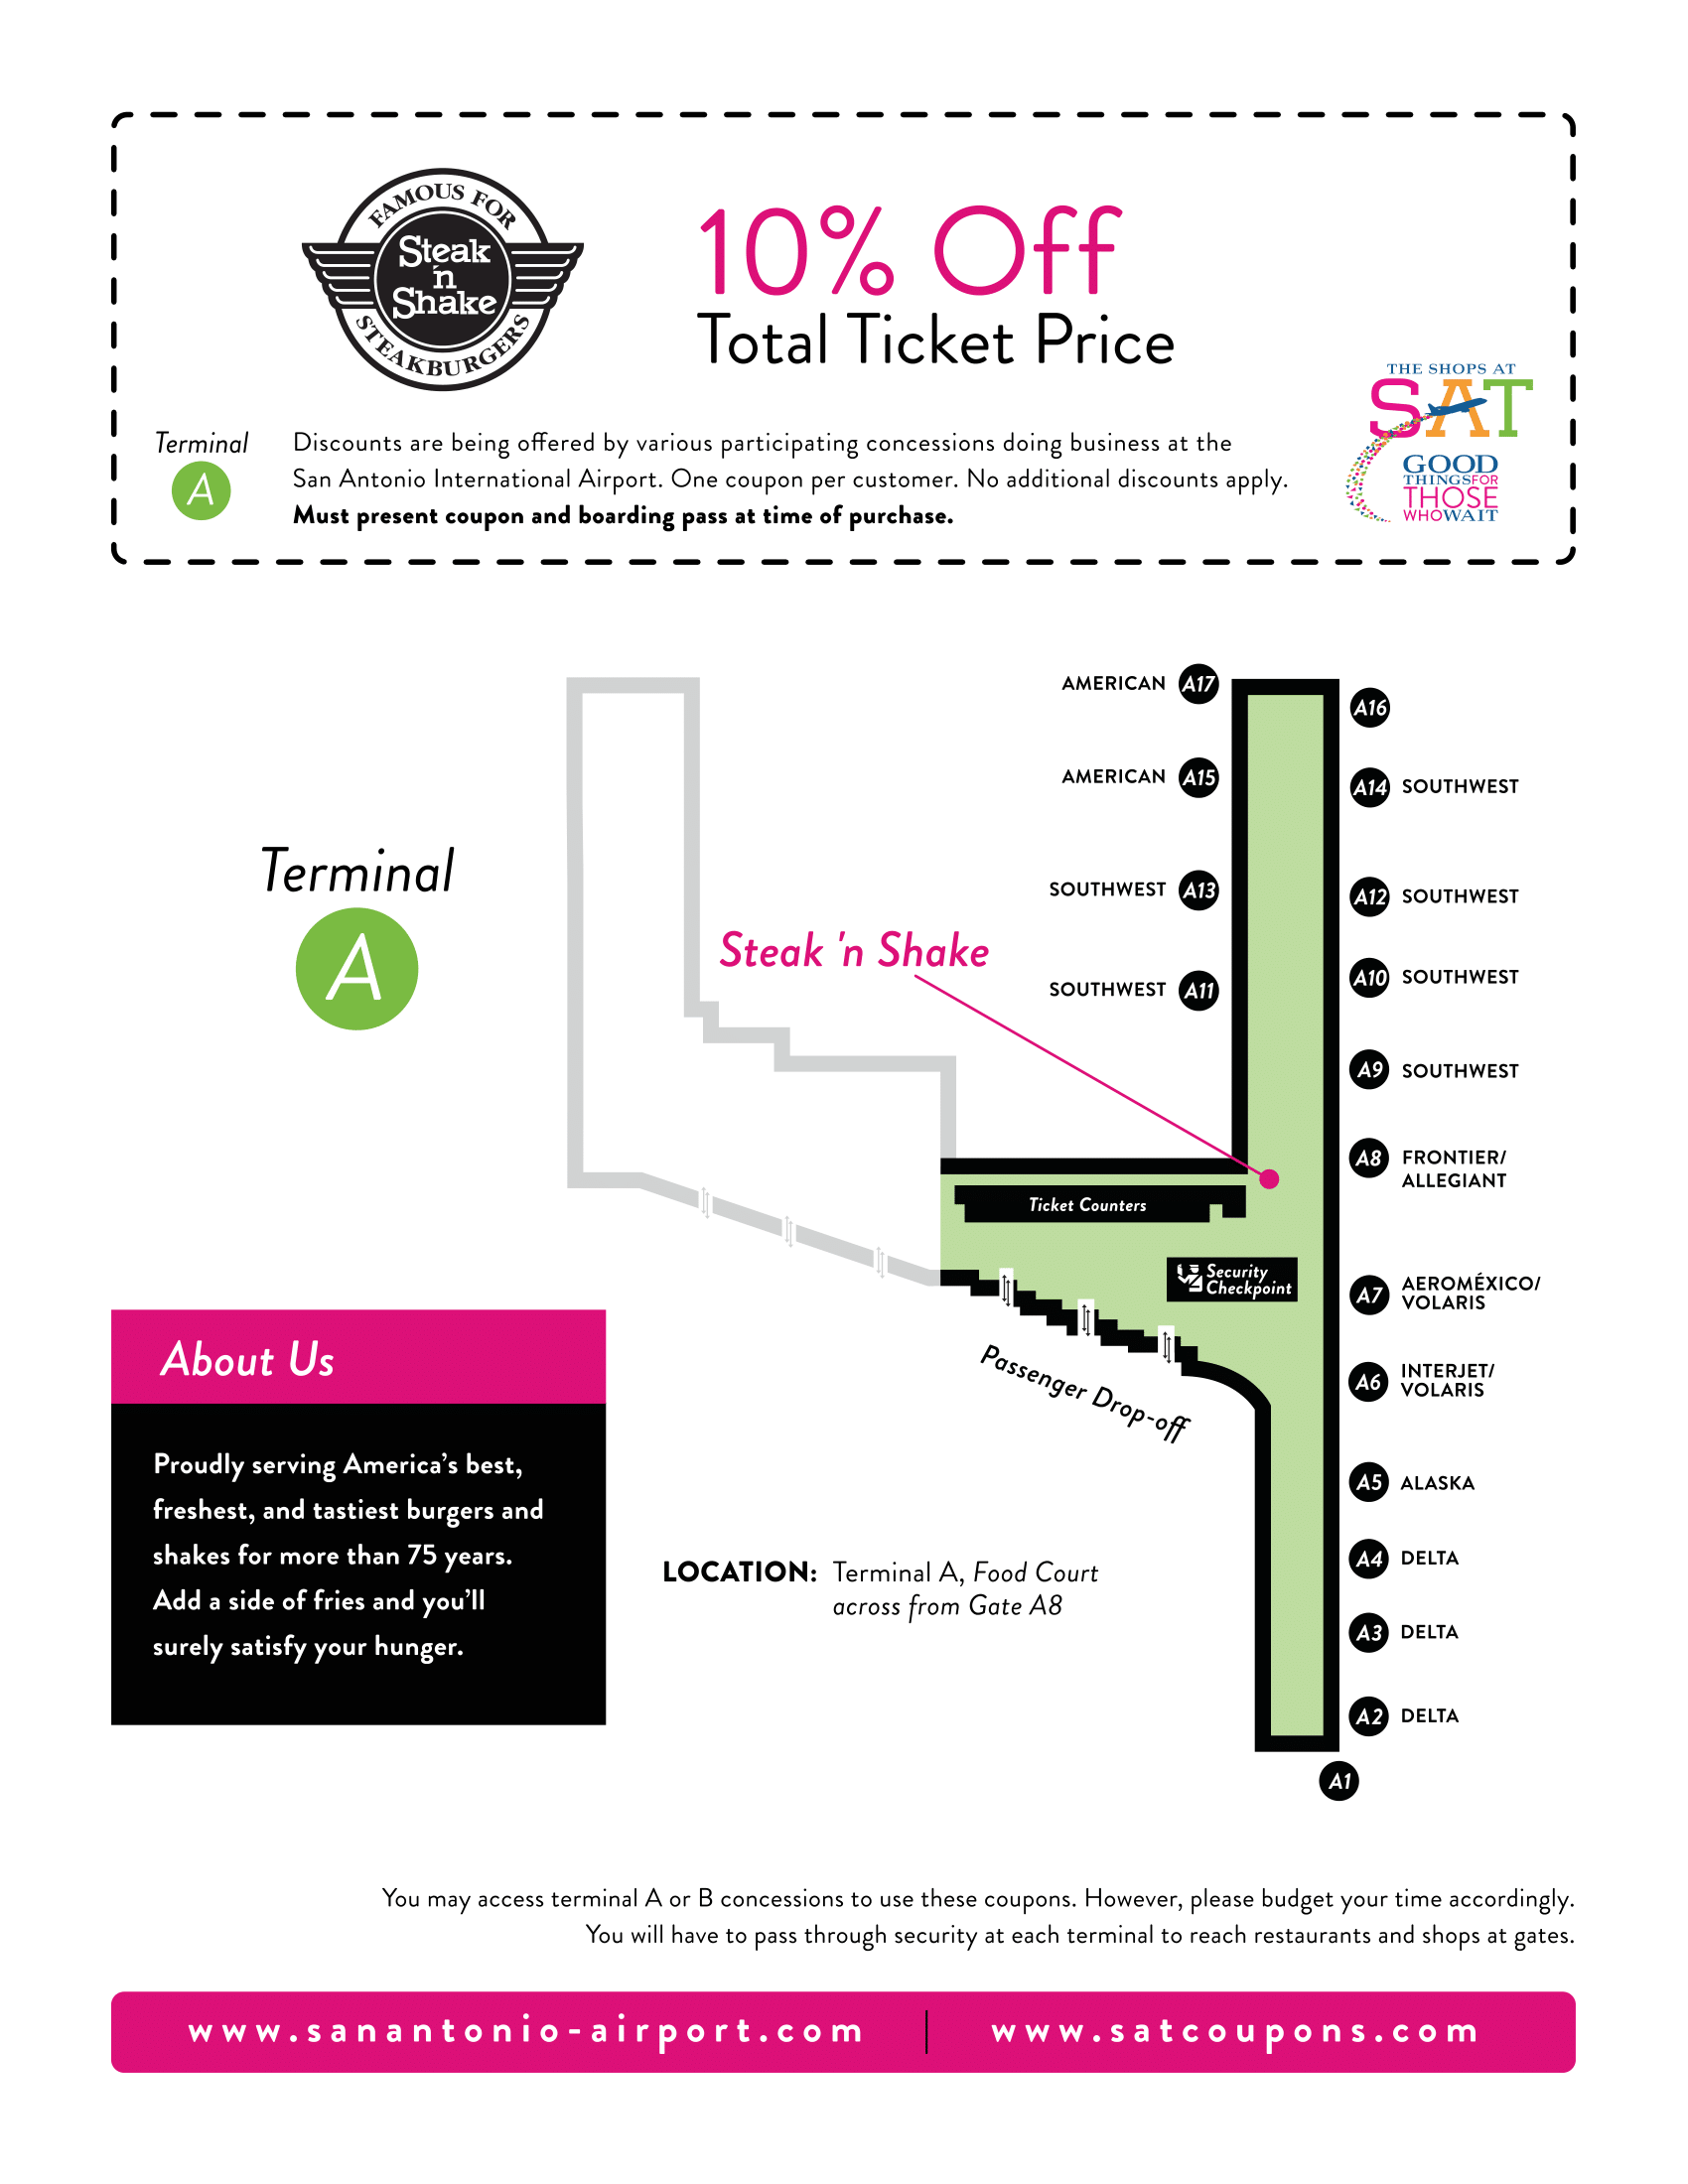 FAMOUS FOR
Steak
'n
Shake
STEAKBURGERS
10% Off
Total Ticket Price
THE SHOPS AT
SAT
GOOD
THINGSFOR
THOSE
WHOWAIT
Terminal
A
Discounts are being offered by various participating concessions doing business at the
San Antonio International Airport. One coupon per customer. No additional discounts apply.
Must present coupon and boarding pass at time of purchase.
AMERICAN A17
A16
AMERICAN A15
A14 SOUTHWEST
Terminal
A
SOUTHWEST A13
A12 SOUTHWEST
Steak 'n Shake
SOUTHWEST A11
A10 SOUTHWEST
A9 SOUTHWEST
A8 FRONTIER/
ALLEGIANT
Ticket Counters
Security
Checkpoint
A7 AEROMÉXICO/
VOLARIS
Passenger Drop-off
A6 INTERJET/
VOLARIS
A5 ALASKA
A4 DELTA
A3 DELTA
A2 DELTA
A1
About Us
Proudly serving America's best,
freshest, and tastiest burgers and
shakes for more than 75 years.
Add a side of fries and you'll
surely satisfy your hunger.
LOCATION: Terminal A, Food Court
across from Gate A8
You may access terminal A or B concessions to use these coupons. However, please budget your time accordingly.
You will have to pass through security at each terminal to reach restaurants and shops at gates.
www.sanantonio-airport.com | www.satcoupons.com